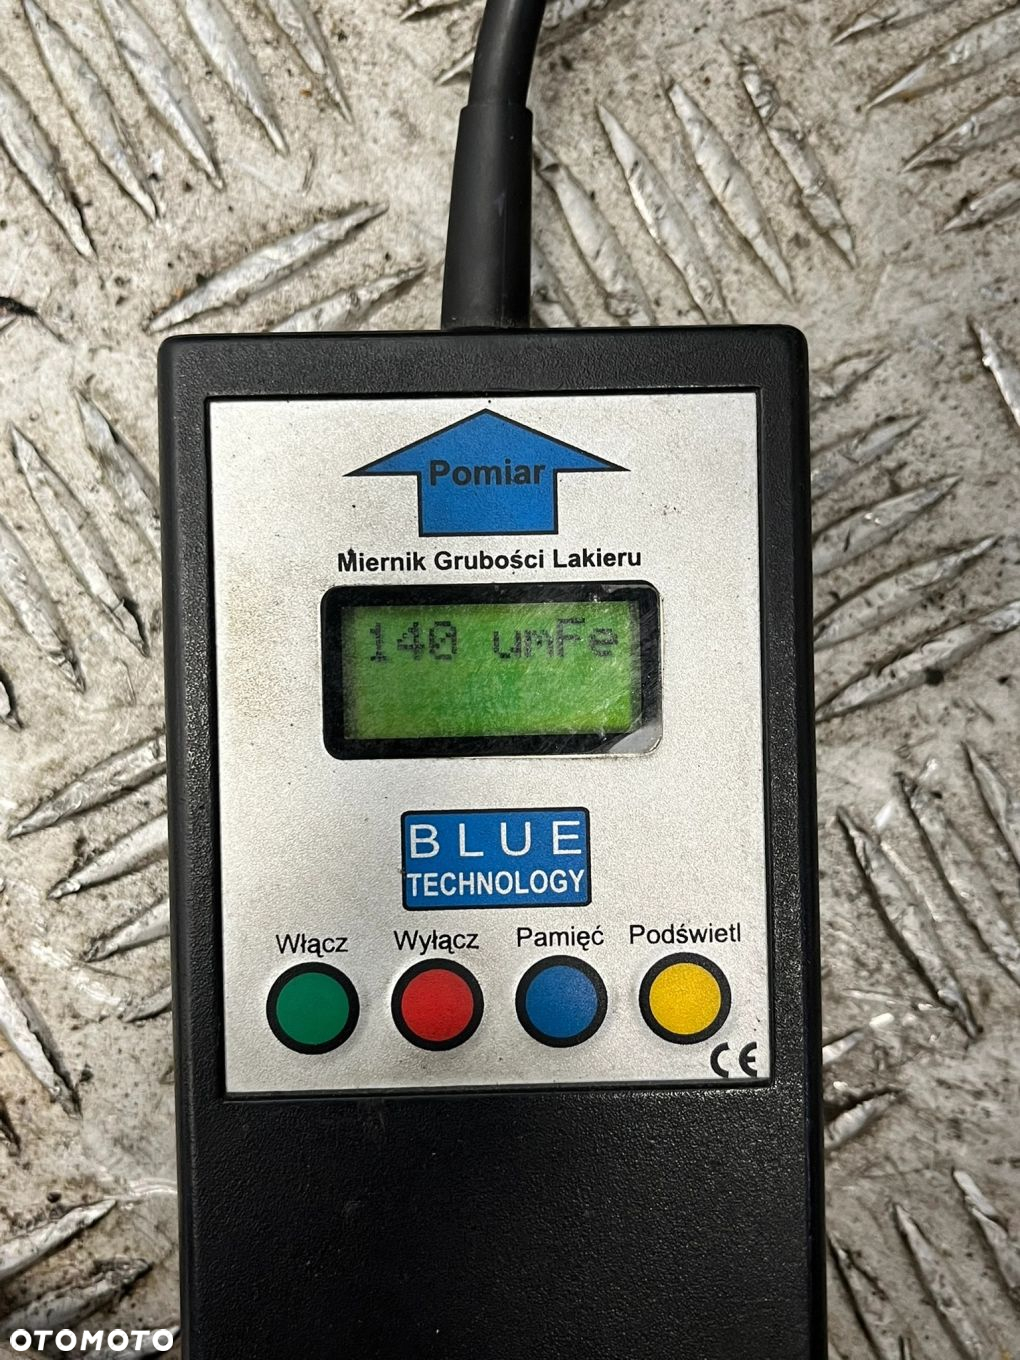 Pomiar
Miernik Grubości Lakieru
140 umFe
BLUE
TECHNOLOGY
Włącz Wyłącz Pamięć Podświetl
CE
OTOMOTO